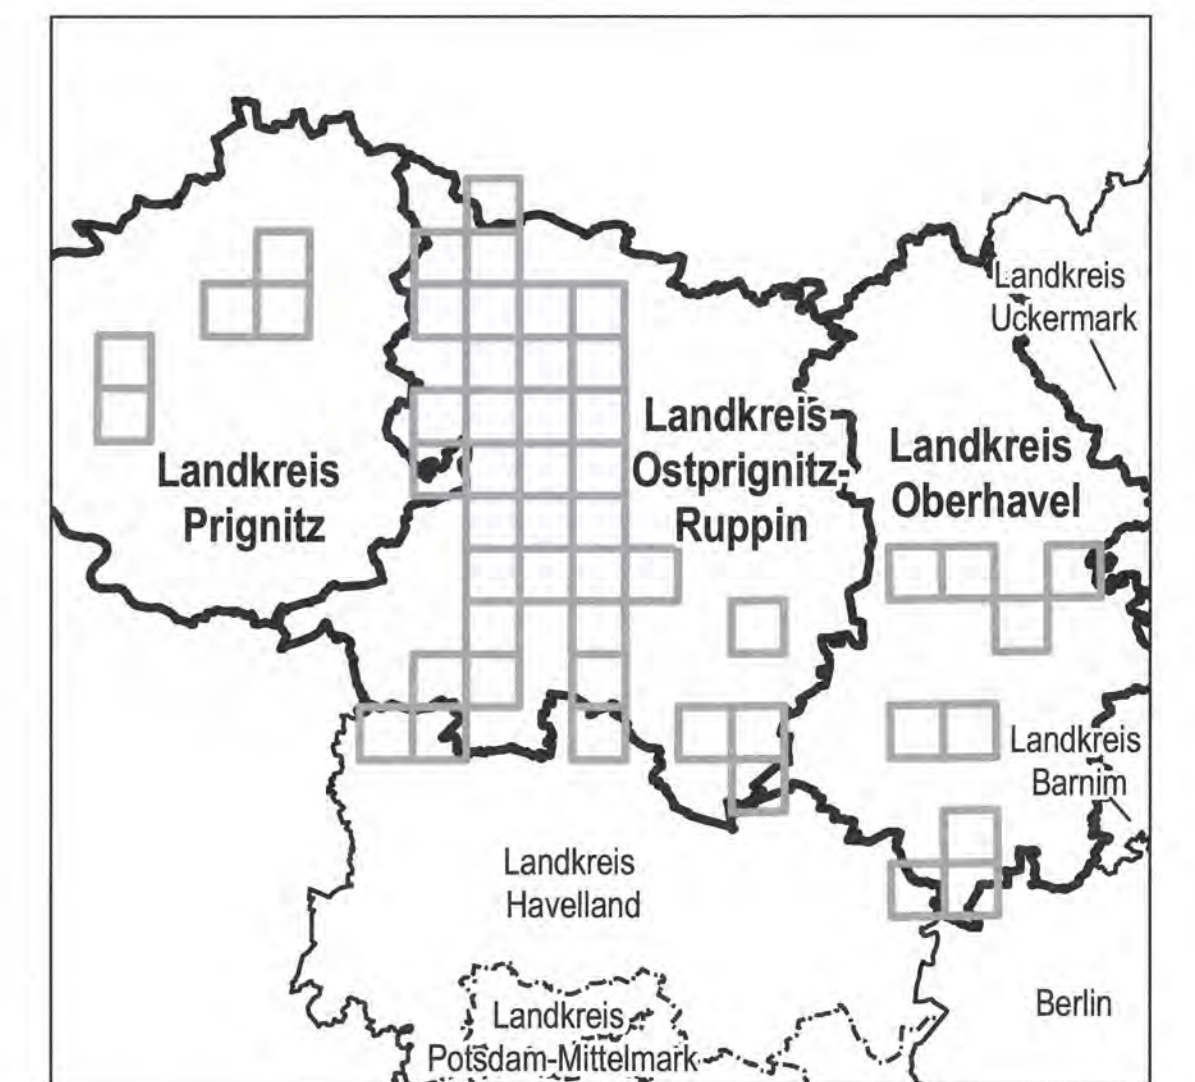 Landkreis
Uckermark
Landkreis
Ostprignitz-
Ruppin
Landkreis
Oberhavel
Landkreis
Prignitz
Landkreis
Barnim
Landkreis
Havelland
Berlin
Landkreis
Potsdam-Mittelmark